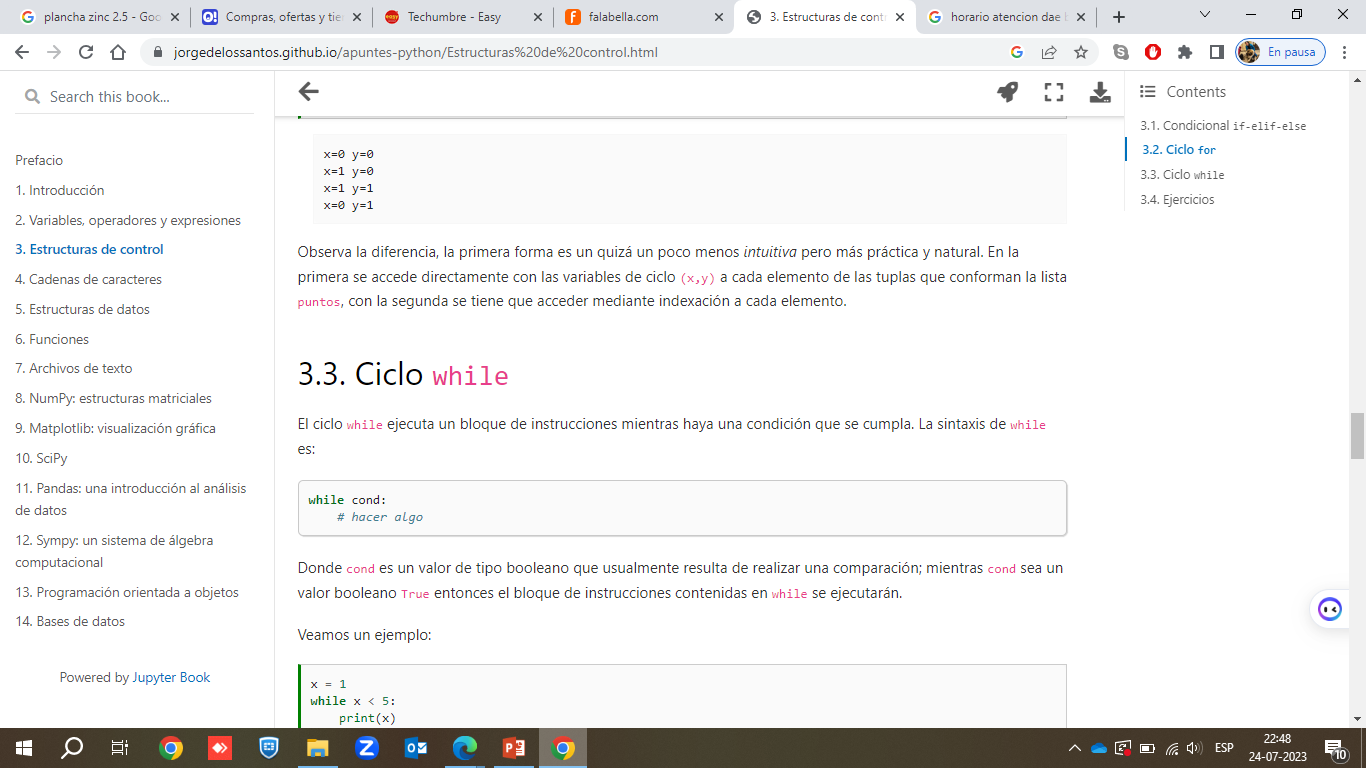 plancha zinc 2.5 - Goo
Compras, ofertas y tie
Techumbre - Easy
falabella.com
3. Estructuras de cont
horario atencion dae
jorgedelossantos.github.io/apuntes-python/Estructuras%20de%20control.html
En pausa
Search this book...
Prefacio
1. Introducción
2. Variables, operadores y expresiones
3. Estructuras de control
4. Cadenas de caracteres
5. Estructuras de datos
6. Funciones
7. Archivos de texto
8. NumPy: estructuras matriciales
9. Matplotlib: visualización gráfica
10. SciPy
11. Pandas: una introducción al análisis
de datos
12. Sympy: un sistema de álgebra
computacional
13. Programación orientada a objetos
14. Bases de datos
Powered by Jupyter Book
x=0 y=0
x=1 y=0
x=1 y=1
x=0 y=1
Observa la diferencia, la primera forma es un quizá un poco menos intuitiva pero más práctica y natural. En la
primera se accede directamente con las variables de ciclo (x,y) a cada elemento de las tuplas que conforman la lista
puntos, con la segunda se tiene que acceder mediante indexación a cada elemento.
3.3. Ciclo while
El ciclo while ejecuta un bloque de instrucciones mientras haya una condición que se cumpla. La sintaxis de while
es:
while cond:
# hacer algo
Donde cond es un valor de tipo booleano que usualmente resulta de realizar una comparación; mientras cond sea un
valor booleano True entonces el bloque de instrucciones contenidas en while se ejecutarán.
Veamos un ejemplo:
x = 1
while x < 5:
print(x)
Contents
3.1. Condicional if-elif-else
3.2. Ciclo for
3.3. Ciclo while
3.4. Ejercicios
ESP
22:48
24-07-2023
10